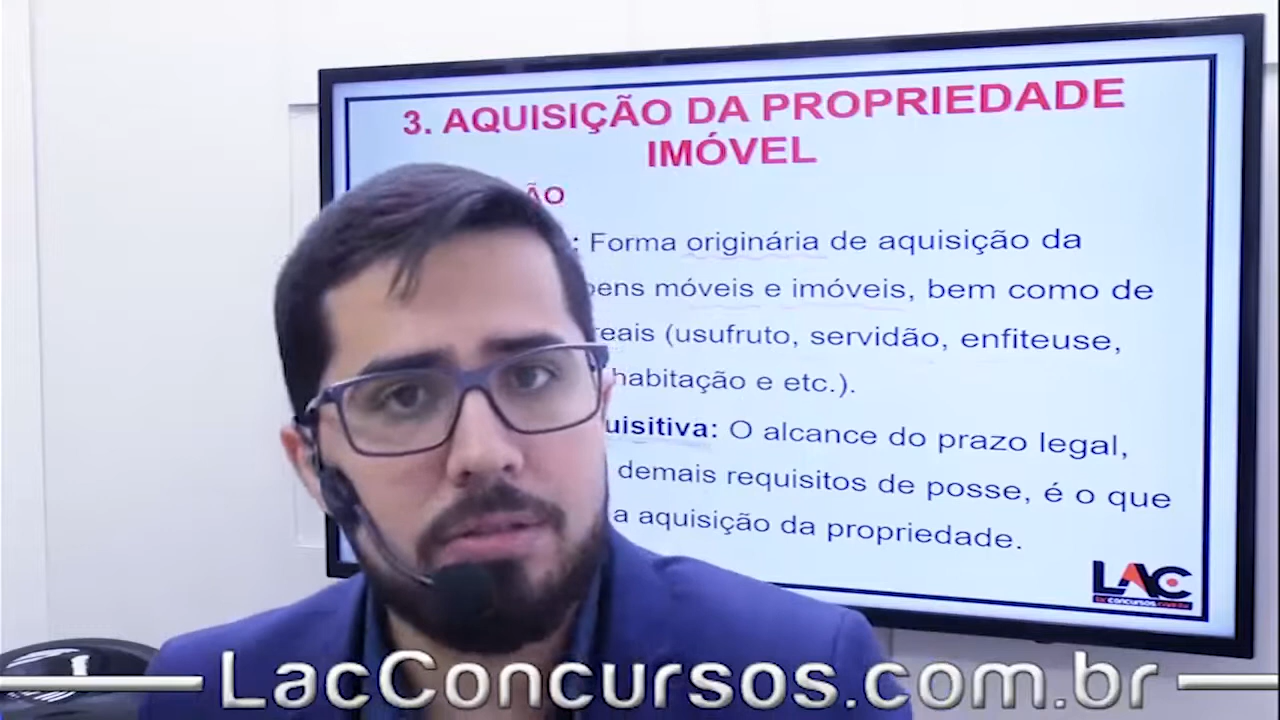 3. AQUISIÇÃO DA PROPRIEDADE
IMÓVEL
ÃO
: Forma originária de aquisição da
bens móveis e imóveis, bem como de
reais (usufruto, servidão, enfiteuse,
habitação e etc.).
uisitiva: O alcance do prazo legal,
demais requisitos de posse, é o que
a aquisição da propriedade.
LAC
LacConcursos.com.br